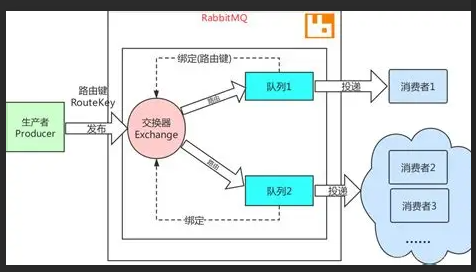 RabbitMQ
绑定(路由键)
路由键
RouteKey
生产者
Producer
发布
交换器
Exchange
路由
队列1
投递
消费者1
路由
队列2
投递
消费者2
消费者3
......
绑定